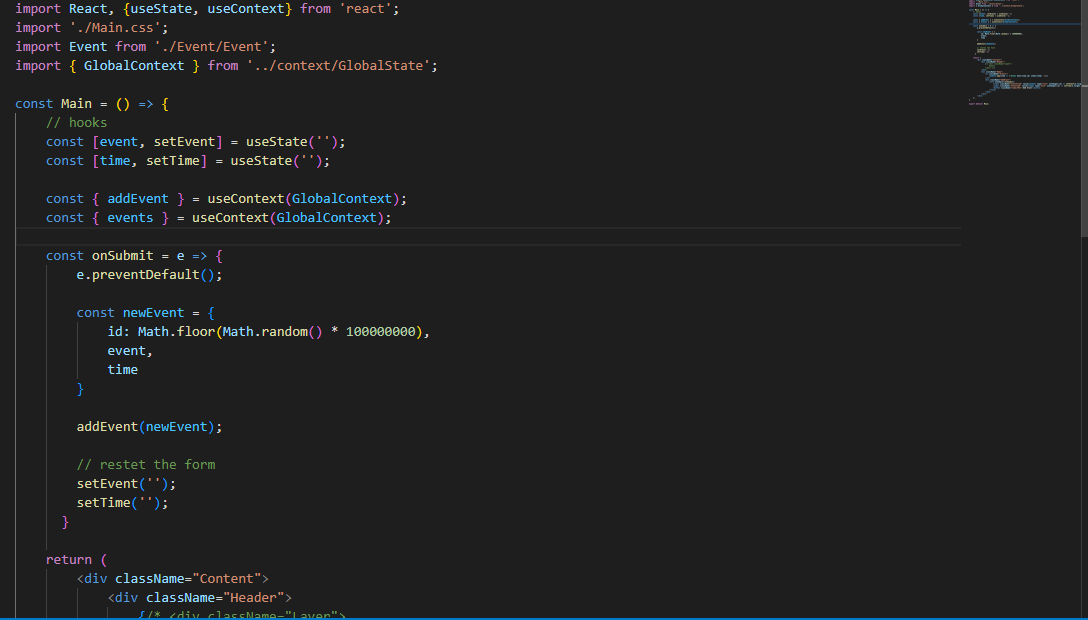 import React, {useState, useContext} from 'react';
import './Main.css';
import Event from './Event/Event';
import { GlobalContext } from '../context/GlobalState';
const Main = () => {
// hooks
const [event, setEvent] = useState('');
const [time, setTime] = useState('');
const { addEvent } = useContext(GlobalContext);
const { events } = useContext(GlobalContext);
const onSubmit = e => {
e.preventDefault();
const newEvent = {
id: Math.floor(Math.random() * 100000000),
event,
time
}
addEvent(newEvent);
// restet the form
setEvent('');
setTime('');
}
return (
<div className="Content">
<div className="Header">
{/* <div className="Layer">